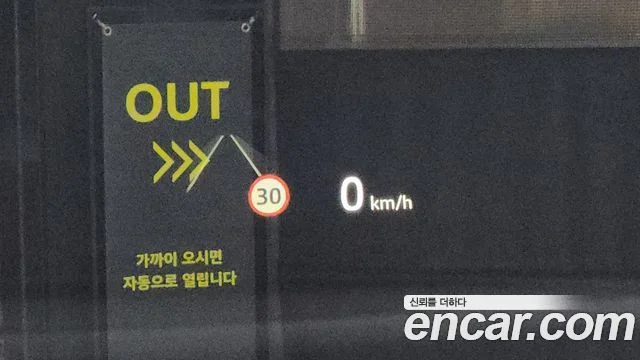 OUT
30
0 km/h
가까이 오시면
자동으로 열립니다
신뢰를 더하다
encar.com